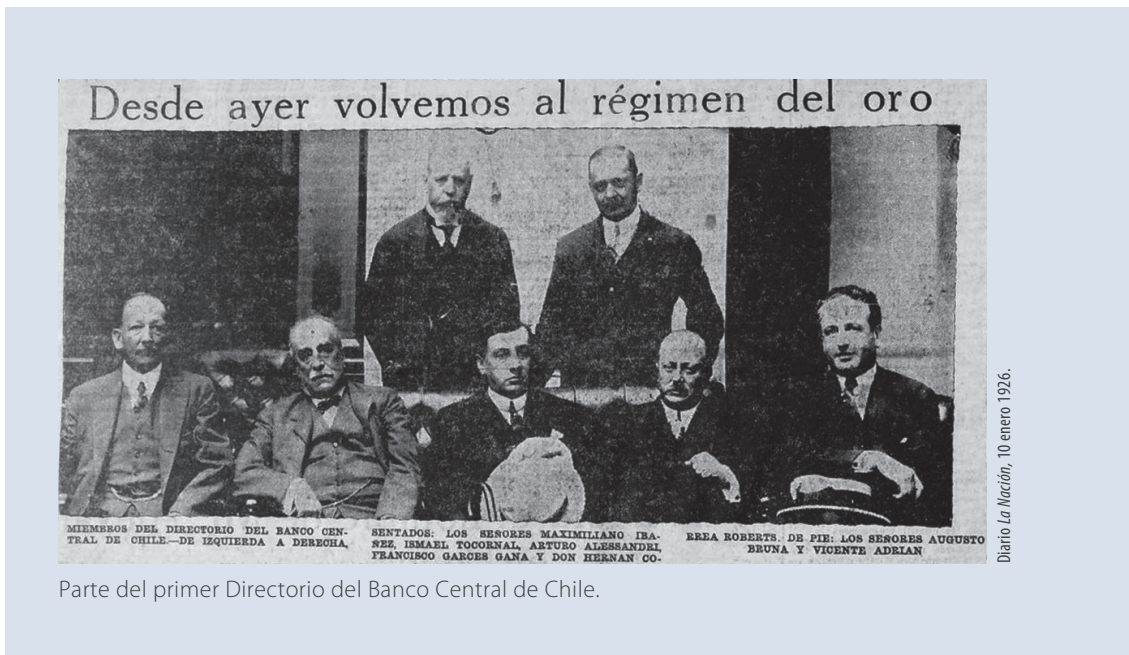 Desde ayer volvemos al régimen del oro
MIEMBROS DEL DIRECTORIO DEL BANCO CEN-
TRAL DE CHILE.—DE IZQUIERDA A DERECHA,
SENTADOS: LOS SEÑORES MAXIMILIANO IBA-
ÑEZ, ISMAEL TOCORNAL, ARTURO ALESSANDRI,
FRANCISCO GARCES GANA Y DON HERNAN CO-
RREA ROBERTS. DE PIE: LOS SEÑORES AUGUSTO
BRUNA Y VICENTE ADRIAN
Diario La Nación, 10 enero 1926.
Parte del primer Directorio del Banco Central de Chile.